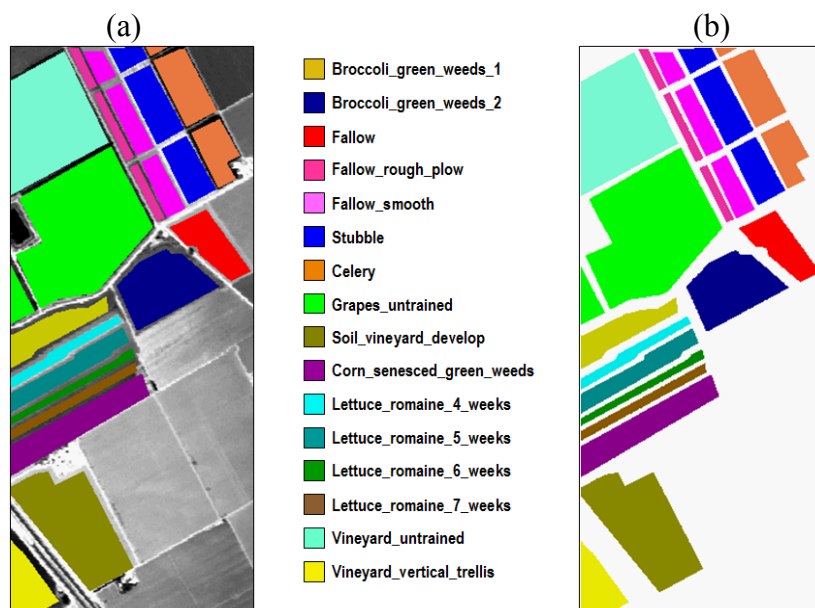 (a)
(b)
Broccoli_green_weeds_1
Broccoli_green_weeds_2
Fallow
Fallow_rough_plow
Fallow_smooth
Stubble
Celery
Grapes_untrained
Soil_vineyard_develop
Corn_senesced_green_weeds
Lettuce_romaine_4_weeks
Lettuce_romaine_5_weeks
Lettuce_romaine_6_weeks
Lettuce_romaine_7_weeks
Vineyard_untrained
Vineyard_vertical_trellis